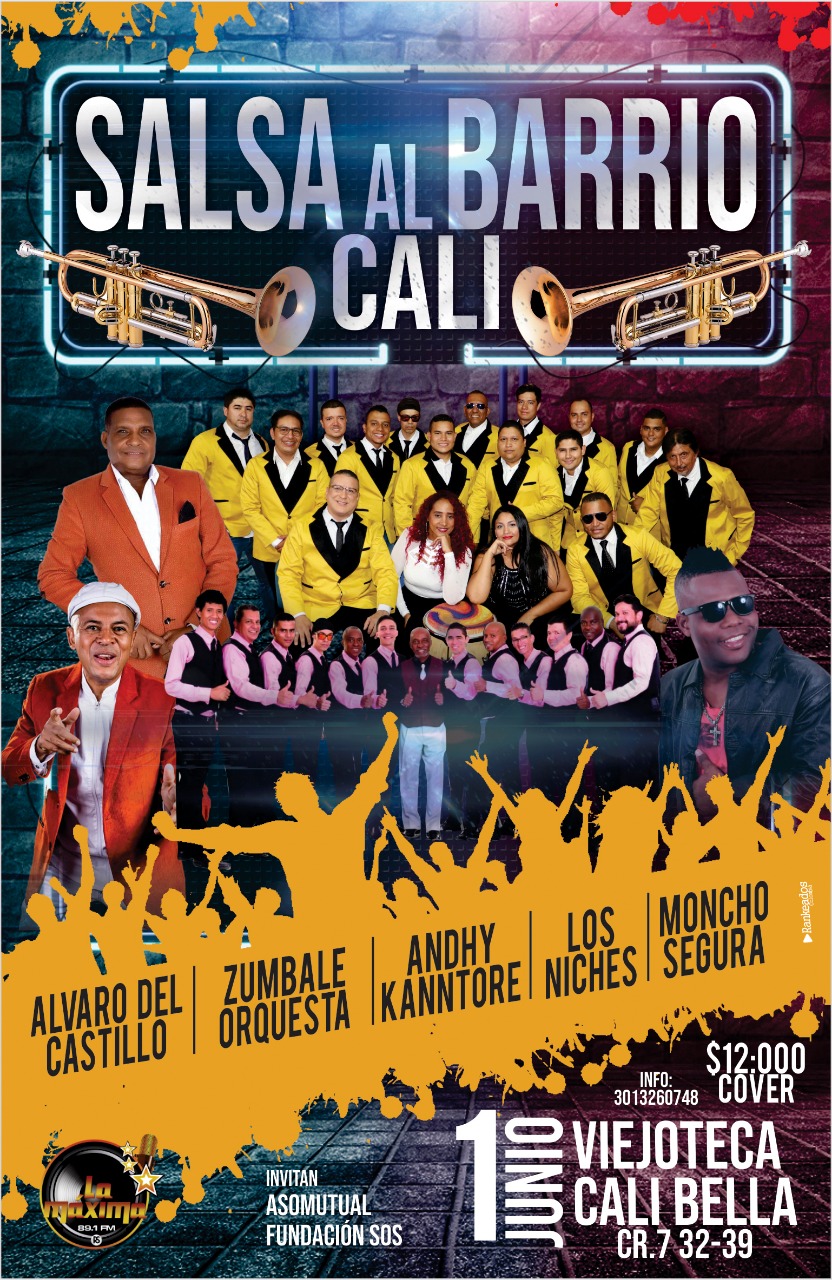 SALSA AL BARRIO
CALI
Rankeados
ALVARO DEL
CASTILLO
ZUMBALE
ORQUESTA
ANDHY
KANNTORE
LOS
NICHES
MONCHO
SEGURA
$12:000
COVER
INFO:
3013260748
1 JUNIO
VIEJOTECA
CALI BELLA
CR.7 32-39
INVITAN
ASOMUTUAL
FUNDACIÓN SOS
La
máxima
89.1 FM